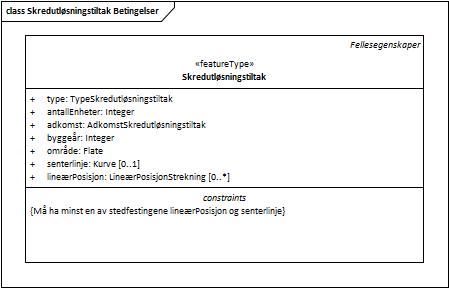 class Skredutløsningstiltak Betingelser
Fellesegenskaper
«featureType»
Skredutløsningstiltak
+ type: TypeSkredutløsningstiltak
+ antallEnheter: Integer
+ adkomst: AdkomstSkredutløsningstiltak
+ byggeår: Integer
+ område: Flate
+ senterlinje: Kurve [0..1]
+ lineærPosisjon: LineærPosisjonStrekning [0..*]
constraints
{Må ha minst en av stedfestingene lineærPosisjon og senterlinje}